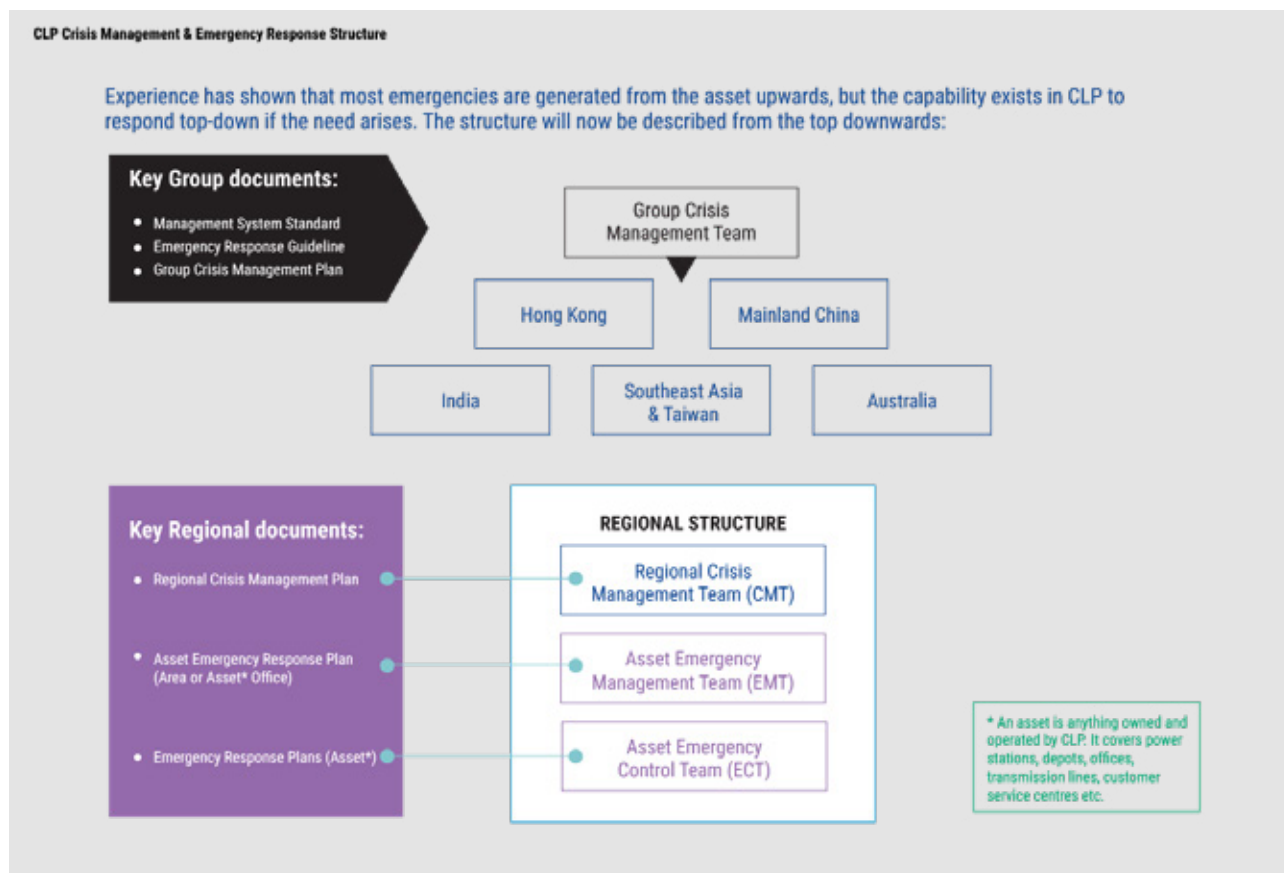 CLP Crisis Management & Emergency Response Structure
Experience has shown that most emergencies are generated from the asset upwards, but the capability exists in CLP to
respond top-down if the need arises. The structure will now be described from the top downwards:
Key Group documents:
• Management System Standard
• Emergency Response Guideline
• Group Crisis Management Plan
Group Crisis
Management Team
Hong Kong
Mainland China
India
Southeast Asia
& Taiwan
Australia
Key Regional documents:
• Regional Crisis Management Plan
• Asset Emergency Response Plan
(Area or Asset* Office)
• Emergency Response Plans (Asset*)
REGIONAL STRUCTURE
Regional Crisis
Management Team (CMT)
Asset Emergency
Management Team (EMT)
Asset Emergency
Control Team (ECT)
* An asset is anything owned and
operated by CLP. It covers power
stations, depots, offices,
transmission lines, customer
service centres etc.